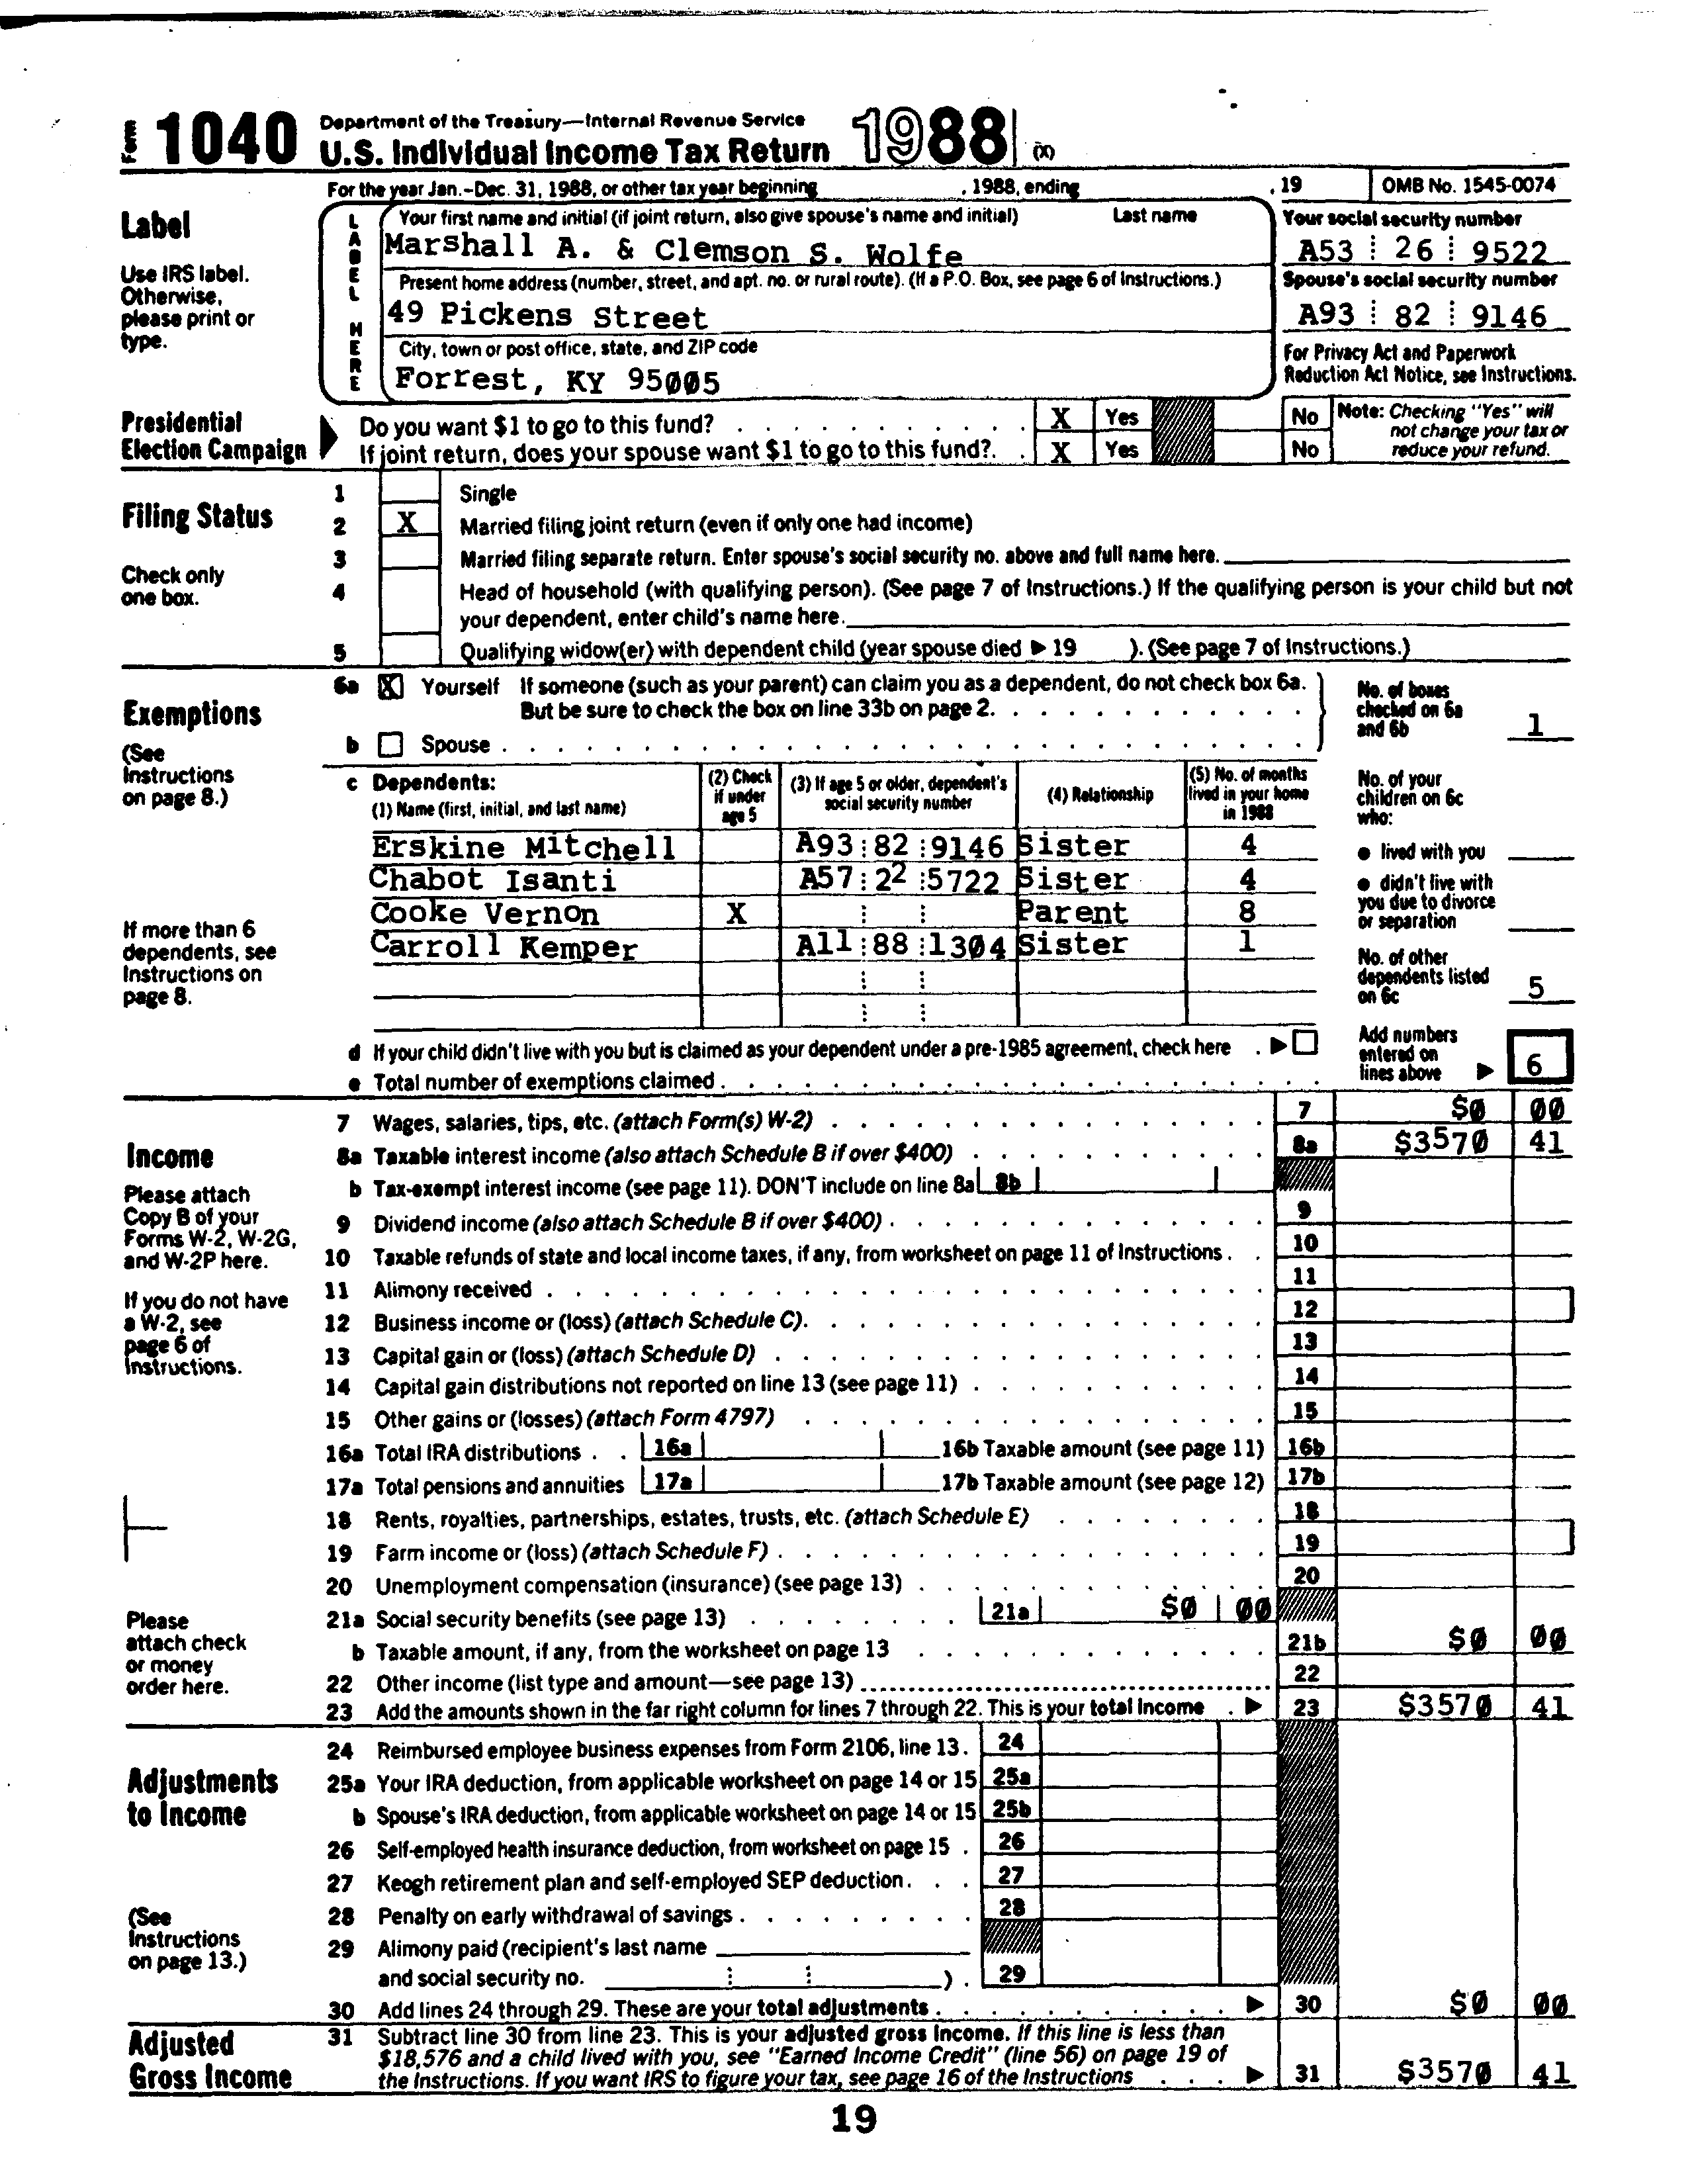 Form 1040 Department of the Treasury—Internal Revenue Service
U.S. Individual Income Tax Return 1988 (X)
For the year Jan.-Dec. 31, 1988, or other tax year beginning , 1988, ending , 19 OMB No. 1545-0074
Label
Use IRS label.
Otherwise,
please print or
type.
LABEL HERE
Your first name and initial (if joint return, also give spouse's name and initial) Last name
Marshall A. & Clemson S. Wolfe
Present home address (number, street, and apt. no. or rural route). (If a P.O. Box, see page 6 of Instructions.)
49 Pickens Street
City, town or post office, state, and ZIP code
Forrest, KY 95005
Your social security number
A53 26 9522
Spouse's social security number
A93 82 9146
For Privacy Act and Paperwork
Reduction Act Notice, see Instructions.
Presidential
Election Campaign
Do you want $1 to go to this fund? X Yes No
If joint return, does your spouse want $1 to go to this fund? X Yes No
Note: Checking "Yes" will
not change your tax or
reduce your refund.
Filing Status
Check only
one box.
1 Single
2 X Married filing joint return (even if only one had income)
3 Married filing separate return. Enter spouse's social security no. above and full name here.
4 Head of household (with qualifying person). (See page 7 of Instructions.) If the qualifying person is your child but not
your dependent, enter child's name here.
5 Qualifying widow(er) with dependent child (year spouse died ▶ 19 ). (See page 7 of Instructions.)
Exemptions
(See
Instructions
on page 8.)
If more than 6
dependents, see
Instructions on
page 8.
6a X Yourself If someone (such as your parent) can claim you as a dependent, do not check box 6a.
But be sure to check the box on line 33b on page 2.
b Spouse
No. of boxes
checked on 6a
and 6b 1
c Dependents:
(1) Name (first, initial, and last name)
(2) Check
if under
age 5
(3) If age 5 or older, dependent's
social security number
(4) Relationship
(5) No. of months
lived in your home
in 1988
Erskine Mitchell A93 82 9146 Sister 4
Chabot Isanti A57 22 5722 Sister 4
Cooke Vernon X Parent 8
Carroll Kemper A11 88 1304 Sister 1
No. of your
children on 6c
who:
● lived with you
● didn't live with
you due to divorce
or separation
No. of other
dependents listed
on 6c 5
d If your child didn't live with you but is claimed as your dependent under a pre-1985 agreement, check here ▶
e Total number of exemptions claimed
Add numbers
entered on
lines above ▶ 6
Income
Please attach
Copy B of your
Forms W-2, W-2G,
and W-2P here.
If you do not have
a W-2, see
page 6 of
Instructions.
Please
attach check
or money
order here.
7 Wages, salaries, tips, etc. (attach Form(s) W-2) 7 $0 00
8a Taxable interest income (also attach Schedule B if over $400) 8a $3570 41
b Tax-exempt interest income (see page 11). DON'T include on line 8a 8b
9 Dividend income (also attach Schedule B if over $400) 9
10 Taxable refunds of state and local income taxes, if any, from worksheet on page 11 of Instructions 10
11 Alimony received 11
12 Business income or (loss) (attach Schedule C) 12
13 Capital gain or (loss) (attach Schedule D) 13
14 Capital gain distributions not reported on line 13 (see page 11) 14
15 Other gains or (losses) (attach Form 4797) 15
16a Total IRA distributions 16a 16b Taxable amount (see page 11) 16b
17a Total pensions and annuities 17a 17b Taxable amount (see page 12) 17b
18 Rents, royalties, partnerships, estates, trusts, etc. (attach Schedule E) 18
19 Farm income or (loss) (attach Schedule F) 19
20 Unemployment compensation (insurance) (see page 13) 20
21a Social security benefits (see page 13) 21a $0 00
b Taxable amount, if any, from the worksheet on page 13 21b $0 00
22 Other income (list type and amount—see page 13) 22
23 Add the amounts shown in the far right column for lines 7 through 22. This is your total income ▶ 23 $3570 41
Adjustments
to Income
(See
Instructions
on page 13.)
24 Reimbursed employee business expenses from Form 2106, line 13. 24
25a Your IRA deduction, from applicable worksheet on page 14 or 15 25a
b Spouse's IRA deduction, from applicable worksheet on page 14 or 15 25b
26 Self-employed health insurance deduction, from worksheet on page 15 26
27 Keogh retirement plan and self-employed SEP deduction 27
28 Penalty on early withdrawal of savings 28
29 Alimony paid (recipient's last name
and social security no. ) 29
30 Add lines 24 through 29. These are your total adjustments ▶ 30 $0 00
Adjusted
Gross Income
31 Subtract line 30 from line 23. This is your adjusted gross income. If this line is less than
$18,576 and a child lived with you, see "Earned Income Credit" (line 56) on page 19 of
the Instructions. If you want IRS to figure your tax, see page 16 of the Instructions ▶ 31 $3570 41
19